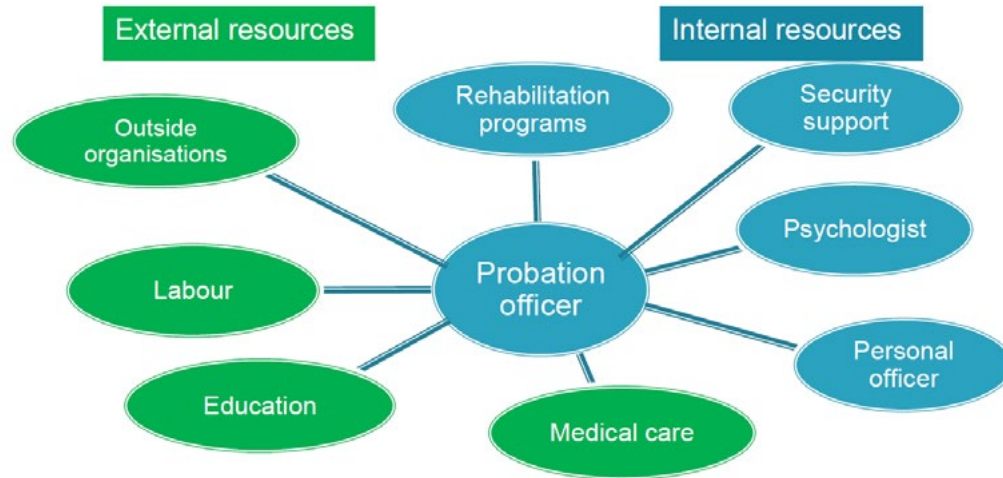 External resources
Internal resources
Rehabilitation
programs
Security
support
Outside
organisations
Psychologist
Probation
officer
Labour
Personal
officer
Education
Medical care